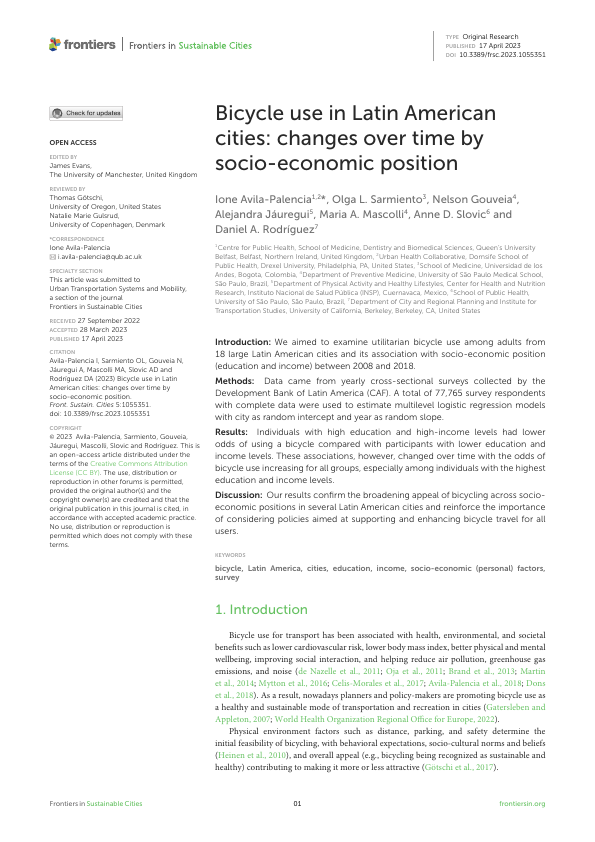 frontiers | Frontiers in Sustainable Cities
TYPE Original Research
PUBLISHED 17 April 2023
DOI 10.3389/frsc.2023.1055351
Check for updates
OPEN ACCESS
EDITED BY
James Evans,
The University of Manchester, United Kingdom
REVIEWED BY
Thomas Götschi,
University of Oregon, United States
Natalie Marie Gulsrud,
University of Copenhagen, Denmark
*CORRESPONDENCE
Ione Avila-Palencia
i.avila-palencia@qub.ac.uk
SPECIALTY SECTION
This article was submitted to
Urban Transportation Systems and Mobility,
a section of the journal
Frontiers in Sustainable Cities
RECEIVED 27 September 2022
ACCEPTED 28 March 2023
PUBLISHED 17 April 2023
CITATION
Avila-Palencia I, Sarmiento OL, Gouveia N,
Jáuregui A, Mascolli MA, Slovic AD and
Rodríguez DA (2023) Bicycle use in Latin
American cities: changes over time by
socio-economic position.
Front. Sustain. Cities 5:1055351.
doi: 10.3389/frsc.2023.1055351
COPYRIGHT
© 2023 Avila-Palencia, Sarmiento, Gouveia,
Jáuregui, Mascolli, Slovic and Rodríguez. This is
an open-access article distributed under the
terms of the Creative Commons Attribution
License (CC BY). The use, distribution or
reproduction in other forums is permitted,
provided the original author(s) and the
copyright owner(s) are credited and that the
original publication in this journal is cited, in
accordance with accepted academic practice.
No use, distribution or reproduction is
permitted which does not comply with these
terms.
Bicycle use in Latin American
cities: changes over time by
socio-economic position
Ione Avila-Palencia1,2*, Olga L. Sarmiento3, Nelson Gouveia4,
Alejandra Jáuregui5, Maria A. Mascolli4, Anne D. Slovic6 and
Daniel A. Rodríguez7
1Centre for Public Health, School of Medicine, Dentistry and Biomedical Sciences, Queen's University
Belfast, Belfast, Northern Ireland, United Kingdom, 2Urban Health Collaborative, Dornsife School of
Public Health, Drexel University, Philadelphia, PA, United States, 3School of Medicine, Universidad de los
Andes, Bogota, Colombia, 4Department of Preventive Medicine, University of São Paulo Medical School,
São Paulo, Brazil, 5Department of Physical Activity and Healthy Lifestyles, Center for Health and Nutrition
Research, Instituto Nacional de Salud Pública (INSP), Cuernavaca, Mexico, 6School of Public Health,
University of São Paulo, São Paulo, Brazil, 7Department of City and Regional Planning and Institute for
Transportation Studies, University of California, Berkeley, Berkeley, CA, United States
Introduction: We aimed to examine utilitarian bicycle use among adults from
18 large Latin American cities and its association with socio-economic position
(education and income) between 2008 and 2018.
Methods: Data came from yearly cross-sectional surveys collected by the
Development Bank of Latin America (CAF). A total of 77,765 survey respondents
with complete data were used to estimate multilevel logistic regression models
with city as random intercept and year as random slope.
Results: Individuals with high education and high-income levels had lower
odds of using a bicycle compared with participants with lower education and
income levels. These associations, however, changed over time with the odds of
bicycle use increasing for all groups, especially among individuals with the highest
education and income levels.
Discussion: Our results confirm the broadening appeal of bicycling across socio-
economic positions in several Latin American cities and reinforce the importance
of considering policies aimed at supporting and enhancing bicycle travel for all
users.
KEYWORDS
bicycle, Latin America, cities, education, income, socio-economic (personal) factors,
survey
1. Introduction
Bicycle use for transport has been associated with health, environmental, and societal
benefits such as lower cardiovascular risk, lower body mass index, better physical and mental
wellbeing, improving social interaction, and helping reduce air pollution, greenhouse gas
emissions, and noise (de Nazelle et al., 2011; Oja et al., 2011; Brand et al., 2013; Martin
et al., 2014; Mytton et al., 2016; Celis-Morales et al., 2017; Avila-Palencia et al., 2018; Dons
et al., 2018). As a result, nowadays planners and policy-makers are promoting bicycle use as
a healthy and sustainable mode of transportation and recreation in cities (Gatersleben and
Appleton, 2007; World Health Organization Regional Office for Europe, 2022).
Physical environment factors such as distance, parking, and safety determine the
initial feasibility of bicycling, with behavioral expectations, socio-cultural norms and beliefs
(Heinen et al., 2010), and overall appeal (e.g., bicycling being recognized as sustainable and
healthy) contributing to making it more or less attractive (Götschi et al., 2017).
Frontiers in Sustainable Cities
01
frontiersin.org